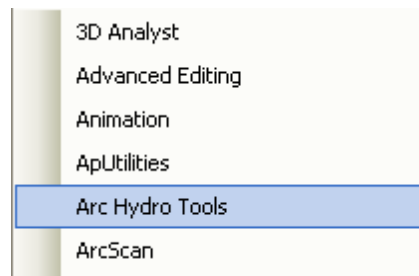 3D Analyst
Advanced Editing
Animation
ApUtilities
Arc Hydro Tools
ArcScan